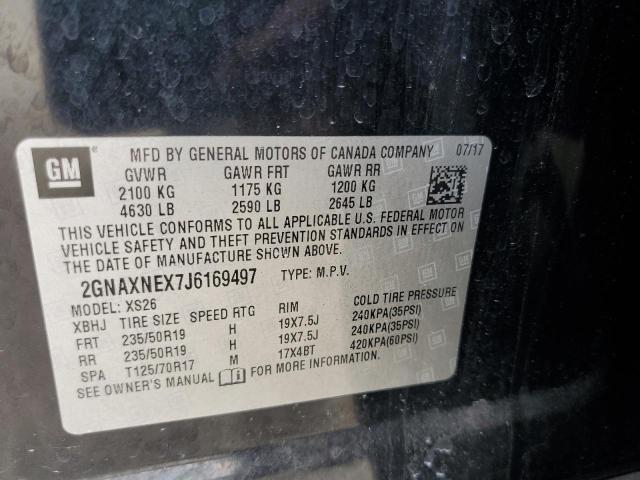 GM ®
MFD BY GENERAL MOTORS OF CANADA COMPANY 07/17
GVWR GAWR FRT GAWR RR
2100 KG 1175 KG 1200 KG
4630 LB 2590 LB 2645 LB
THIS VEHICLE CONFORMS TO ALL APPLICABLE U.S. FEDERAL MOTOR
VEHICLE SAFETY AND THEFT PREVENTION STANDARDS IN EFFECT ON
THE DATE OF MANUFACTURE SHOWN ABOVE.
2GNAXNEX7J6169497 TYPE: M.P.V.
MODEL: XS26
XBHJ TIRE SIZE SPEED RTG RIM COLD TIRE PRESSURE
FRT 235/50R19 H 19X7.5J 240KPA(35PSI)
RR 235/50R19 H 19X7.5J 240KPA(35PSI)
SPA T125/70R17 M 17X4BT 420KPA(60PSI)
SEE OWNER'S MANUAL FOR MORE INFORMATION.